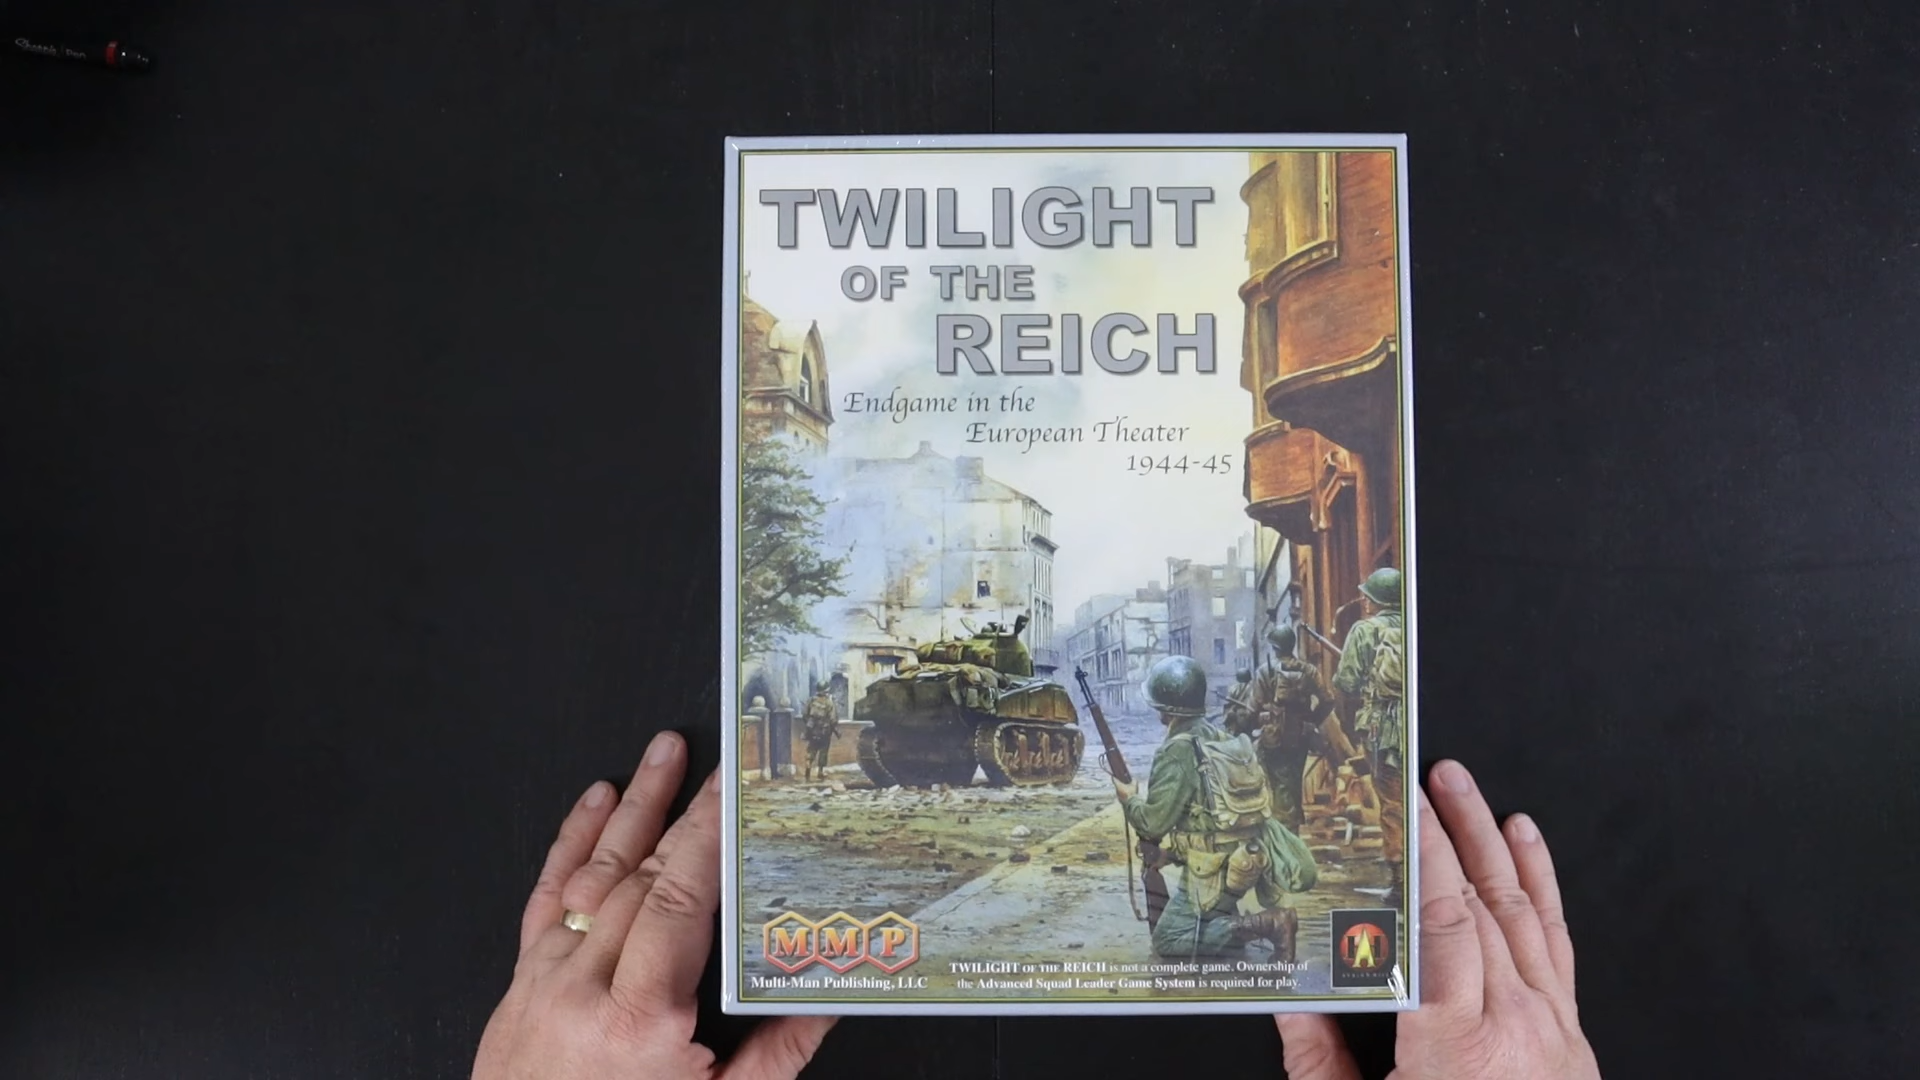 TWILIGHT
OF THE
REICH
Endgame in the
European Theater
1944-45
MMP
Multi-Man Publishing, LLC
TWILIGHT OF THE REICH is not a complete game. Ownership of
the Advanced Squad Leader Game System is required for play.